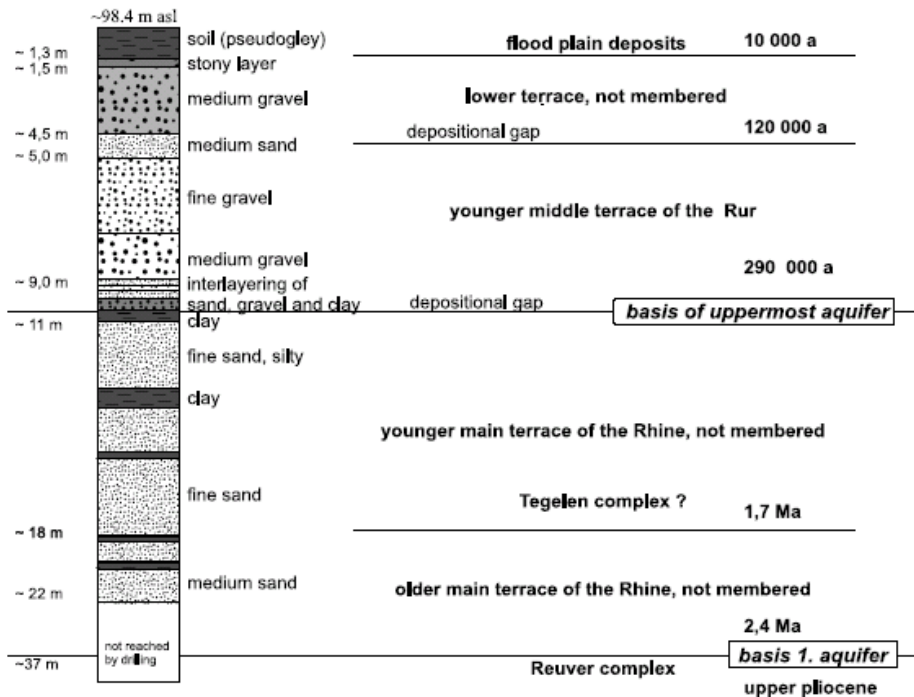 ~98.4 m asl
soil (pseudogley)
flood plain deposits
10 000 a
~ 1,3 m
~ 1,5 m
stony layer
medium gravel
lower terrace, not membered
~ 4,5 m
depositional gap
120 000 a
~ 5,0 m
medium sand
fine gravel
younger middle terrace of the Rur
medium gravel
290 000 a
~ 9,0 m
interlayering of
sand, gravel and clay
depositional gap
basis of uppermost aquifer
~ 11 m
clay
fine sand, silty
clay
younger main terrace of the Rhine, not membered
fine sand
Tegelen complex ?
1,7 Ma
~ 18 m
medium sand
older main terrace of the Rhine, not membered
~ 22 m
2,4 Ma
not reached
by drilling
basis 1. aquifer
~37 m
Reuver complex
upper pliocene